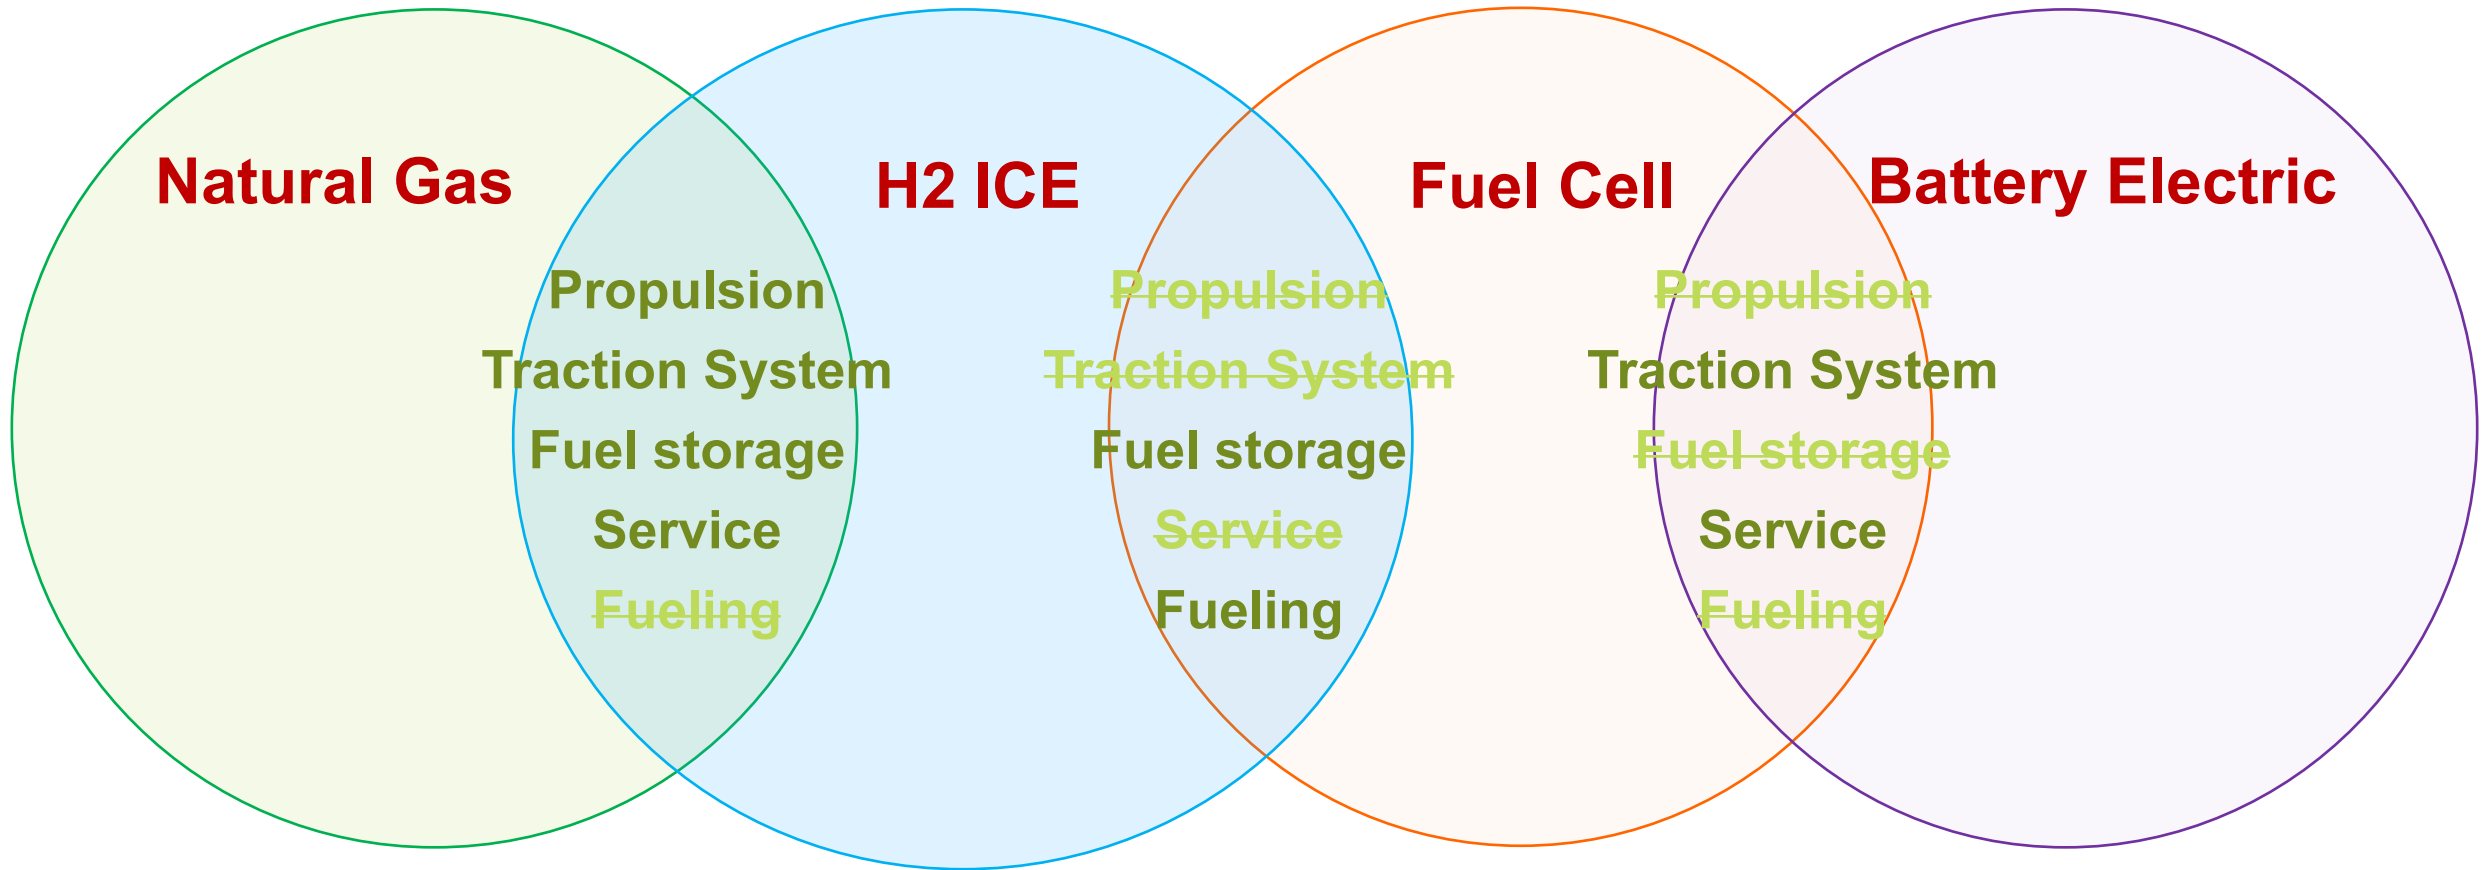 Natural Gas
H2 ICE
Fuel Cell
Battery Electric
Propulsion
Traction System
Fuel storage
Service
Fueling
Propulsion
Traction System
Fuel storage
Service
Fueling
Propulsion
Traction System
Fuel storage
Service
Fueling